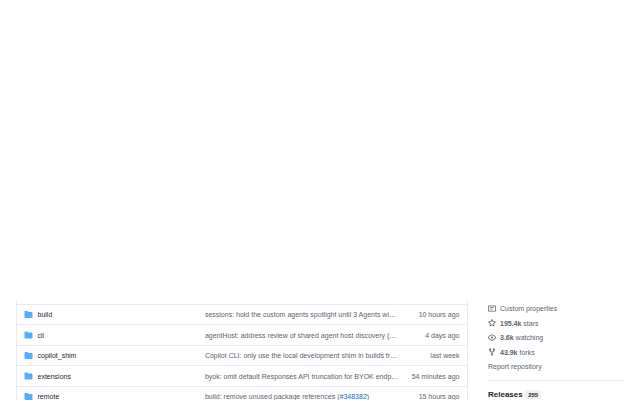 build sessions: hold the custom agents spotlight until 3 Agents wi... 10 hours ago
cli agentHost: address review of shared agent host discovery (... 4 days ago
copilot_shim Copilot CLI: only use the local development shim in builds fr... last week
extensions byok: omit default Responses API truncation for BYOK endp... 54 minutes ago
remote build: remove unused package references (#348382) 15 hours ago
Custom properties
195.4k stars
3.6k watching
43.9k forks
Report repository
Releases 255